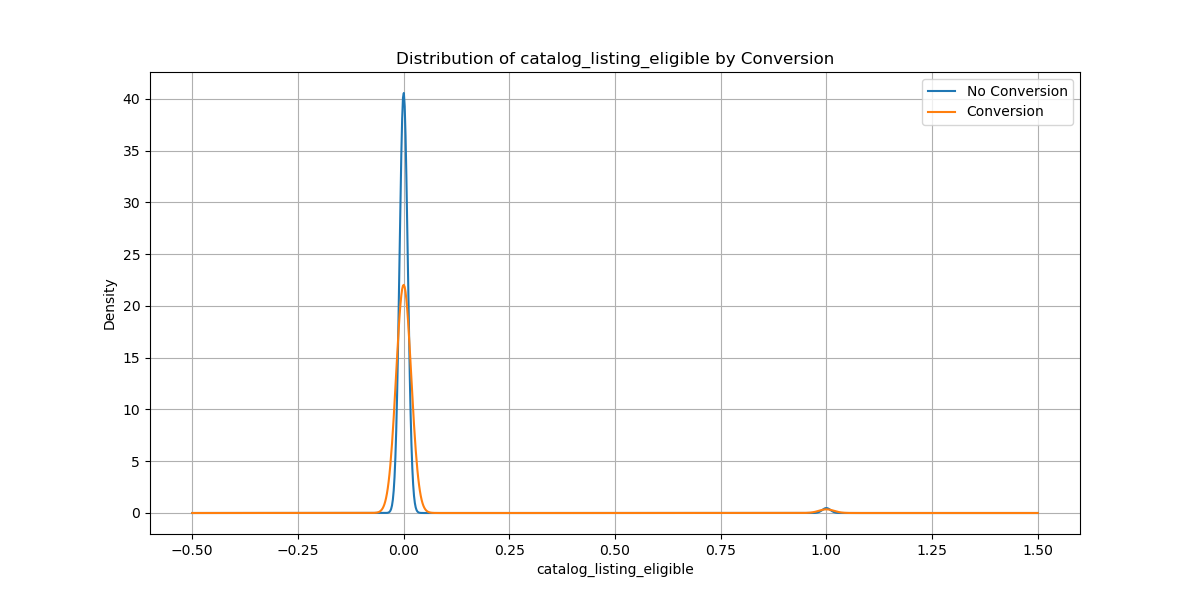 Distribution of catalog_listing_eligible by Conversion
No Conversion
Conversion
Density
40
35
30
25
20
15
10
5
0
−0.50 −0.25 0.00 0.25 0.50 0.75 1.00 1.25 1.50
catalog_listing_eligible